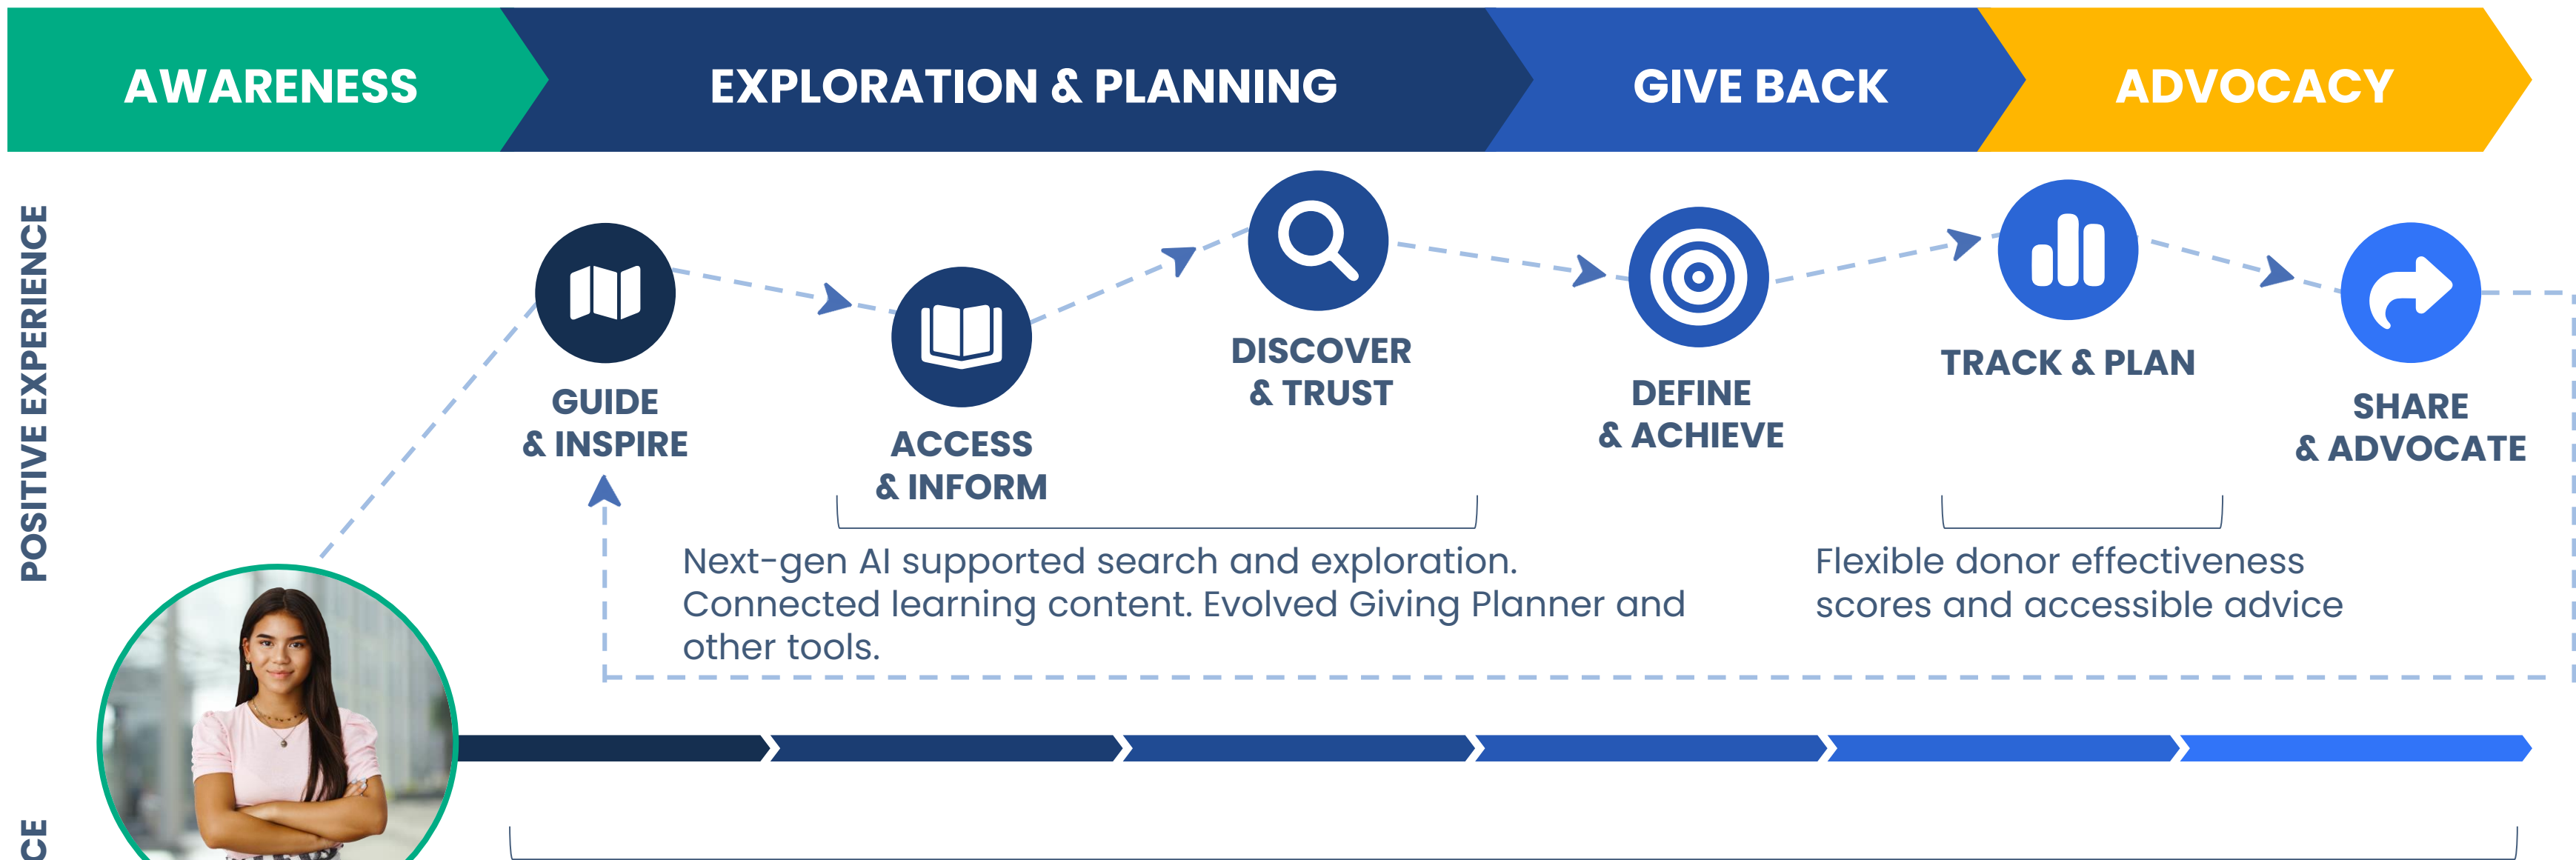 AWARENESS
EXPLORATION & PLANNING
GIVE BACK
ADVOCACY
POSITIVE EXPERIENCE
GUIDE
& INSPIRE
ACCESS
& INFORM
DISCOVER
& TRUST
DEFINE
& ACHIEVE
TRACK & PLAN
SHARE
& ADVOCATE
Next-gen AI supported search and exploration.
Connected learning content. Evolved Giving Planner and
other tools.
Flexible donor effectiveness
scores and accessible advice